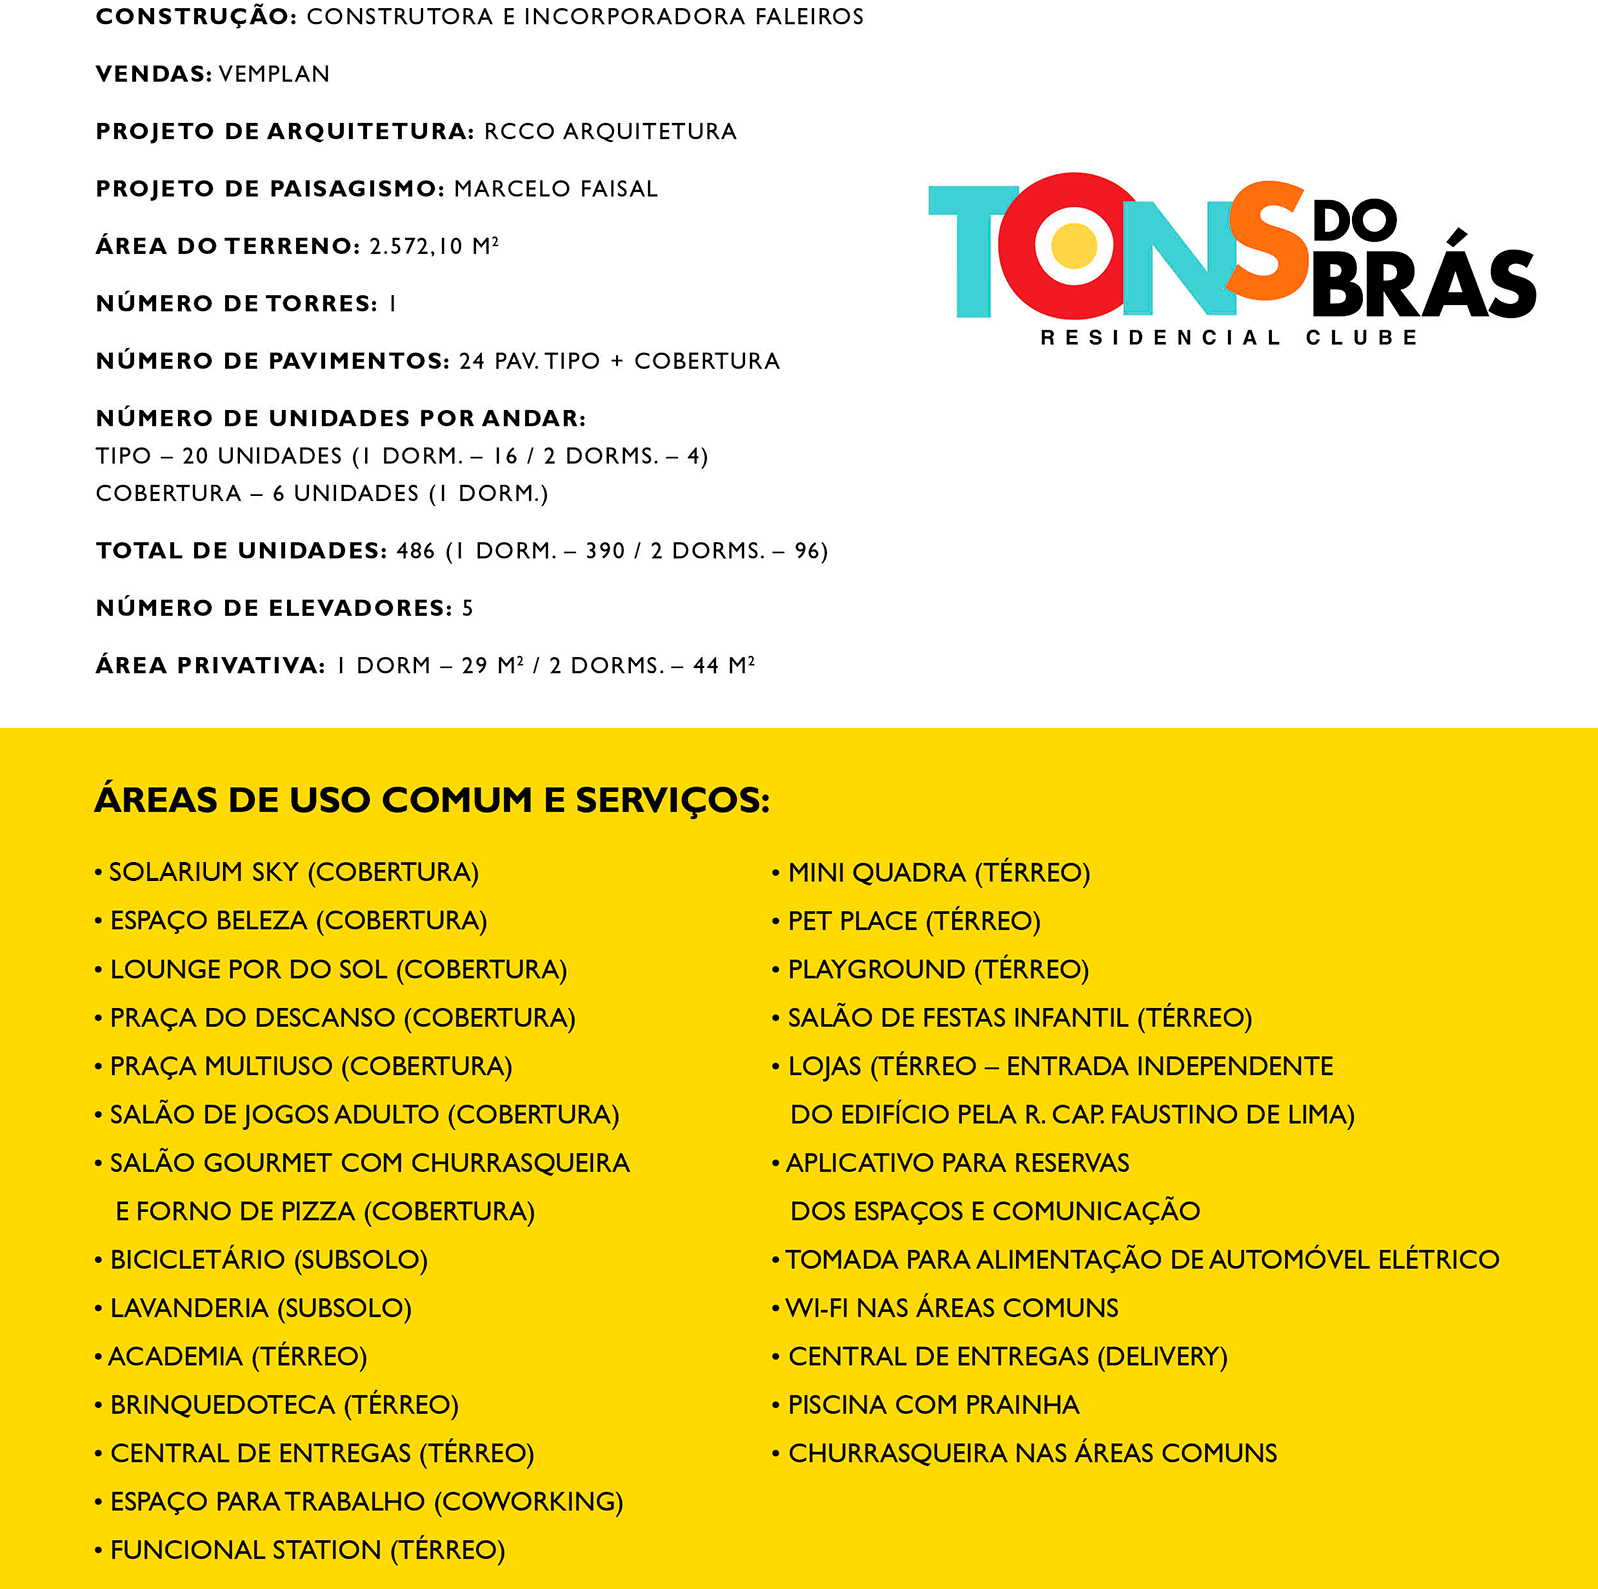 CONSTRUÇÃO: CONSTRUTORA E INCORPORADORA FALEIROS
VENDAS: VEMPLAN
PROJETO DE ARQUITETURA: RCCO ARQUITETURA
PROJETO DE PAISAGISMO: MARCELO FAISAL
ÁREA DO TERRENO: 2.572,10 M²
NÚMERO DE TORRES: 1
NÚMERO DE PAVIMENTOS: 24 PAV. TIPO + COBERTURA
NÚMERO DE UNIDADES POR ANDAR:
TIPO – 20 UNIDADES (1 DORM. – 16 / 2 DORMS. – 4)
COBERTURA – 6 UNIDADES (1 DORM.)
TOTAL DE UNIDADES: 486 (1 DORM. – 390 / 2 DORMS. – 96)
NÚMERO DE ELEVADORES: 5
ÁREA PRIVATIVA: 1 DORM – 29 M² / 2 DORMS. – 44 M²
TONS DO
BRÁS
RESIDENCIAL CLUBE
ÁREAS DE USO COMUM E SERVIÇOS:
• SOLARIUM SKY (COBERTURA)
• ESPAÇO BELEZA (COBERTURA)
• LOUNGE POR DO SOL (COBERTURA)
• PRAÇA DO DESCANSO (COBERTURA)
• PRAÇA MULTIUSO (COBERTURA)
• SALÃO DE JOGOS ADULTO (COBERTURA)
• SALÃO GOURMET COM CHURRASQUEIRA
E FORNO DE PIZZA (COBERTURA)
• BICICLETÁRIO (SUBSOLO)
• LAVANDERIA (SUBSOLO)
• ACADEMIA (TÉRREO)
• BRINQUEDOTECA (TÉRREO)
• CENTRAL DE ENTREGAS (TÉRREO)
• ESPAÇO PARA TRABALHO (COWORKING)
• FUNCIONAL STATION (TÉRREO)
• MINI QUADRA (TÉRREO)
• PET PLACE (TÉRREO)
• PLAYGROUND (TÉRREO)
• SALÃO DE FESTAS INFANTIL (TÉRREO)
• LOJAS (TÉRREO – ENTRADA INDEPENDENTE
DO EDIFÍCIO PELA R. CAP. FAUSTINO DE LIMA)
• APLICATIVO PARA RESERVAS
DOS ESPAÇOS E COMUNICAÇÃO
• TOMADA PARA ALIMENTAÇÃO DE AUTOMÓVEL ELÉTRICO
• WI-FI NAS ÁREAS COMUNS
• CENTRAL DE ENTREGAS (DELIVERY)
• PISCINA COM PRAINHA
• CHURRASQUEIRA NAS ÁREAS COMUNS